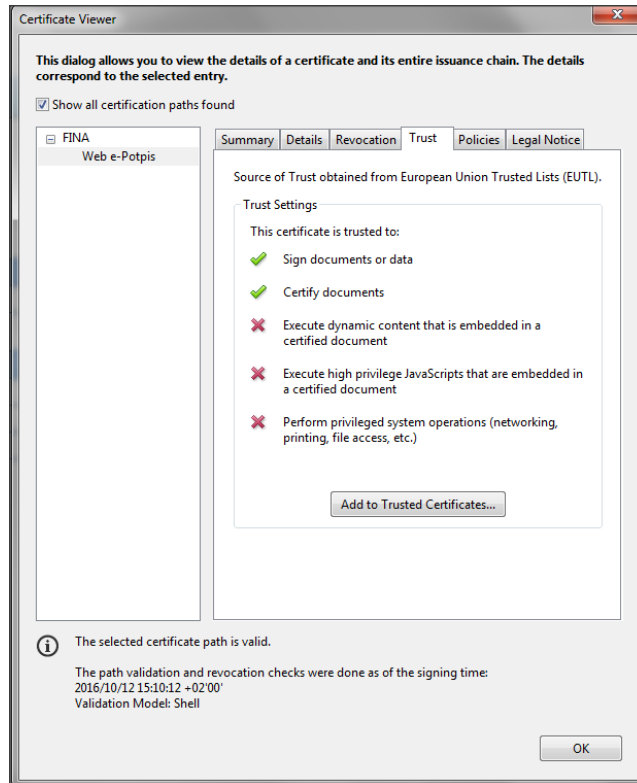 Certificate Viewer
This dialog allows you to view the details of a certificate and its entire issuance chain. The details
correspond to the selected entry.
Show all certification paths found
FINA
Web e-Potpis
Summary
Details
Revocation
Trust
Policies
Legal Notice
Source of Trust obtained from European Union Trusted Lists (EUTL).
Trust Settings
This certificate is trusted to:
Sign documents or data
Certify documents
Execute dynamic content that is embedded in a
certified document
Execute high privilege JavaScripts that are embedded in
a certified document
Perform privileged system operations (networking,
printing, file access, etc.)
Add to Trusted Certificates...
The selected certificate path is valid.
The path validation and revocation checks were done as of the signing time:
2016/10/12 15:10:12 +02'00'
Validation Model: Shell
OK